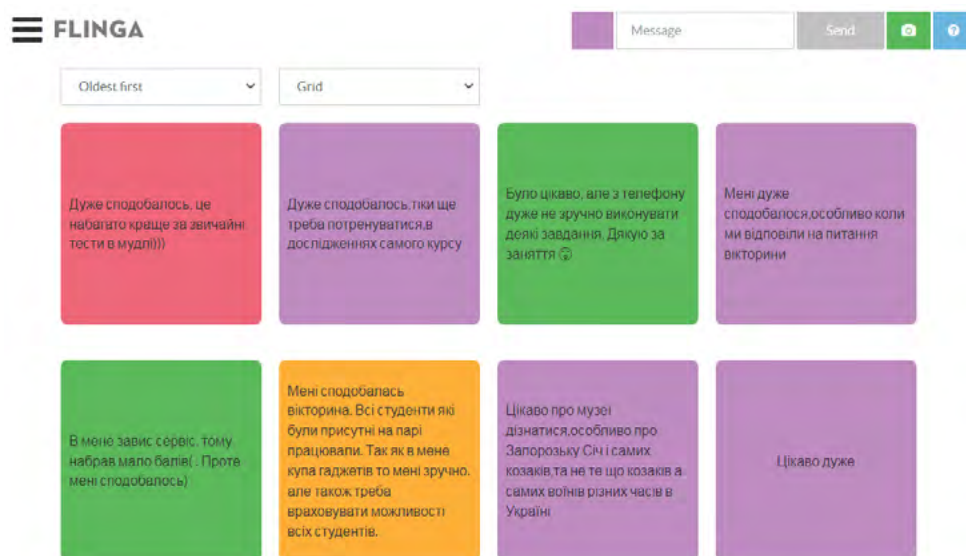 FLINGA
Message
Send
Oldest first
Grid
Дуже сподобалось, це
набагато краще за звичайні
тести в мудлі)))
Дуже сподобалось,тіки ще
треба потренуватися,в
дослідженнях самого курсу
Було цікаво, але з телефону
дуже не зручно виконувати
деякі завдання. Дякую за
заняття
Мені дуже
сподобалося,особливо коли
ми відповіли на питання
вікторини
В мене завис сервіс, тому
набрав мало балів( . Проте
мені сподобалось)
Мені сподобалась
вікторина. Всі студенти які
були присутні на парі
працювали. Так як в мене
купа гаджетів то мені зручно,
але також треба
враховувати можливості
всіх студентів.
Цікаво про музеї
дізнатися,особливо про
Запорозьку Січ і самих
козаків,та не те що козаків а
самих воїнів різних часів в
Україні
Цікаво дуже